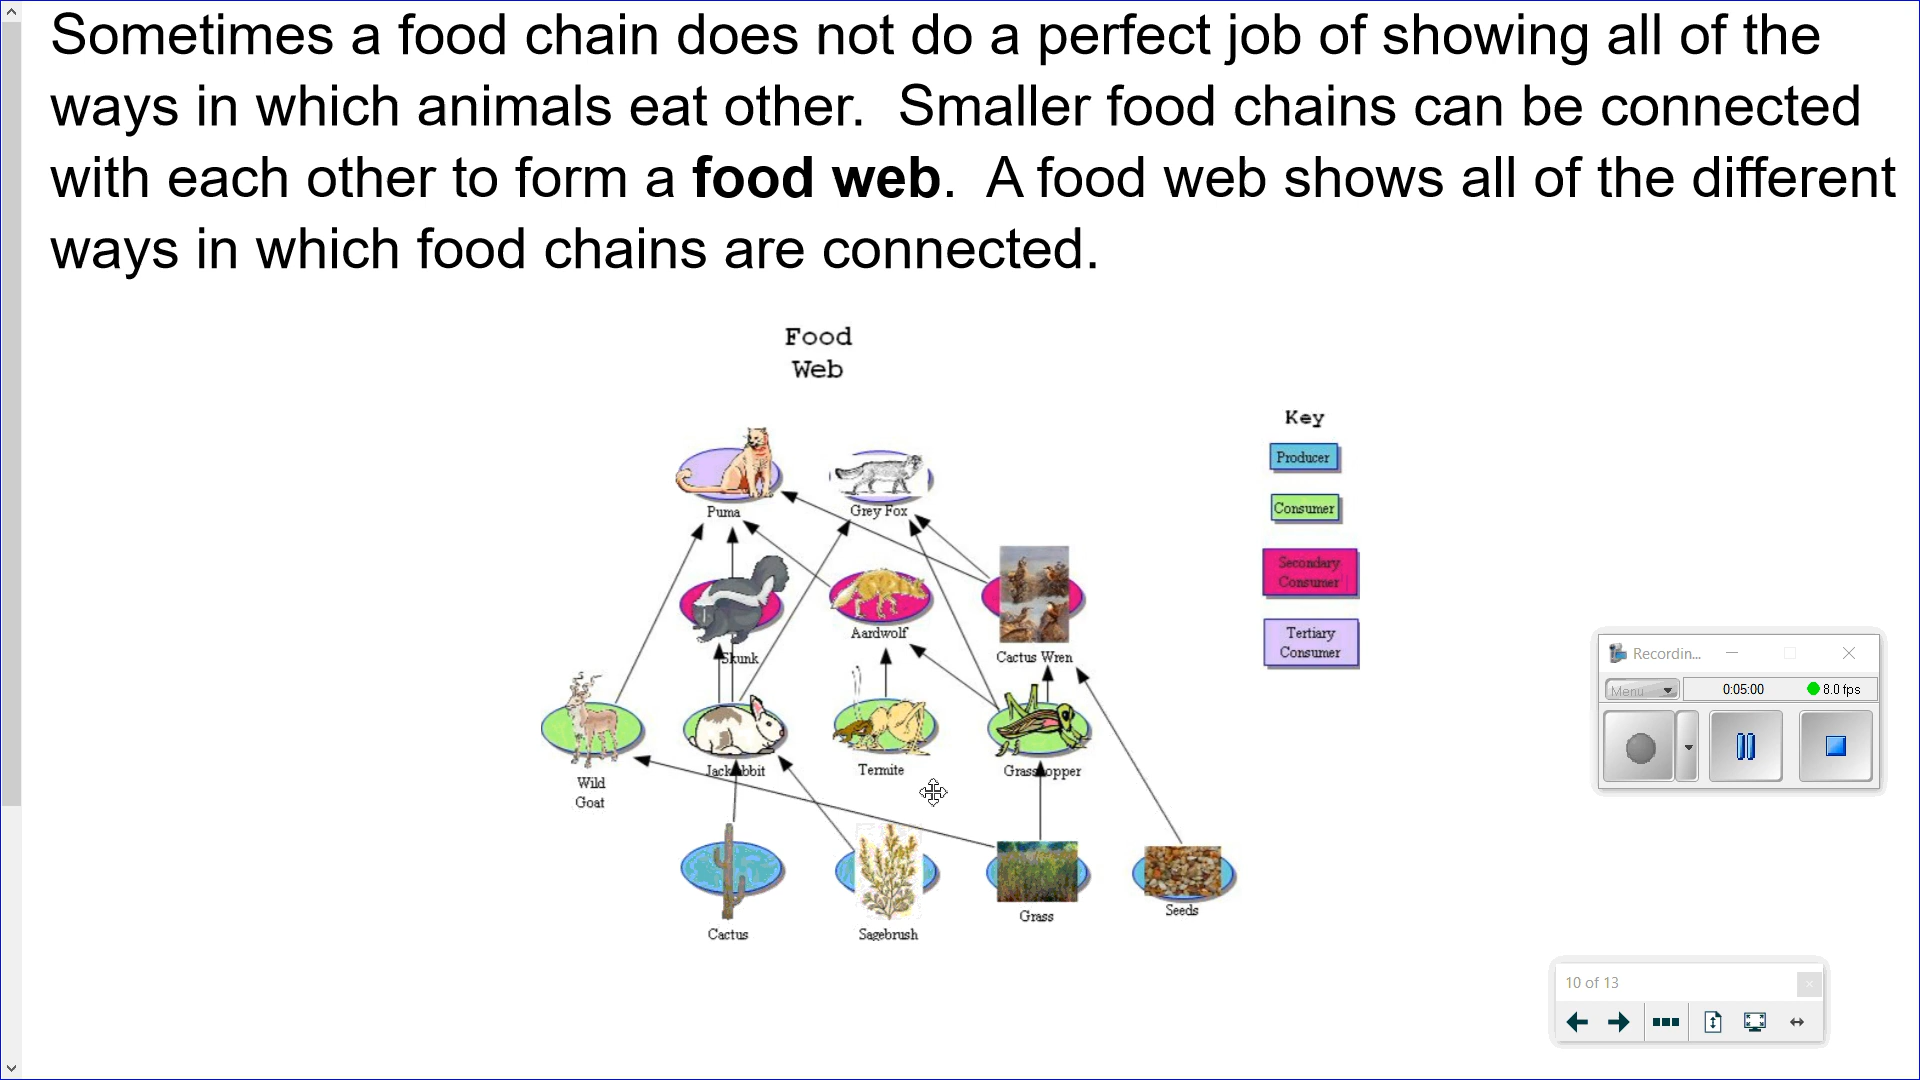 Sometimes a food chain does not do a perfect job of showing all of the
ways in which animals eat other.  Smaller food chains can be connected
with each other to form a food web.  A food web shows all of the different
ways in which food chains are connected.
Food
Web
Key
Producer
Consumer
Secondary
Consumer
Tertiary
Consumer
Puma
Grey Fox
Skunk
Aardwolf
Cactus Wren
Wild
Goat
Termite
Cactus
Sagebrush
Grass
Seeds
Recordin...
Menu
0:05:00
8.0 fps
10 of 13